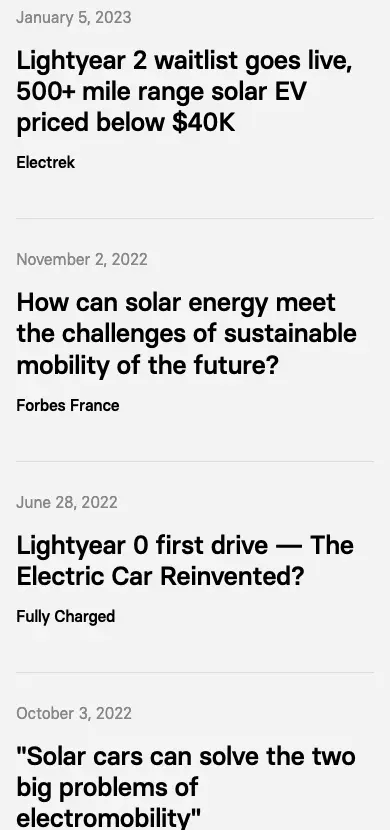 January 5, 2023
Lightyear 2 waitlist goes live,
500+ mile range solar EV
priced below $40K
Electrek
November 2, 2022
How can solar energy meet
the challenges of sustainable
mobility of the future?
Forbes France
June 28, 2022
Lightyear 0 first drive — The
Electric Car Reinvented?
Fully Charged
October 3, 2022
"Solar cars can solve the two
big problems of
electromobility"